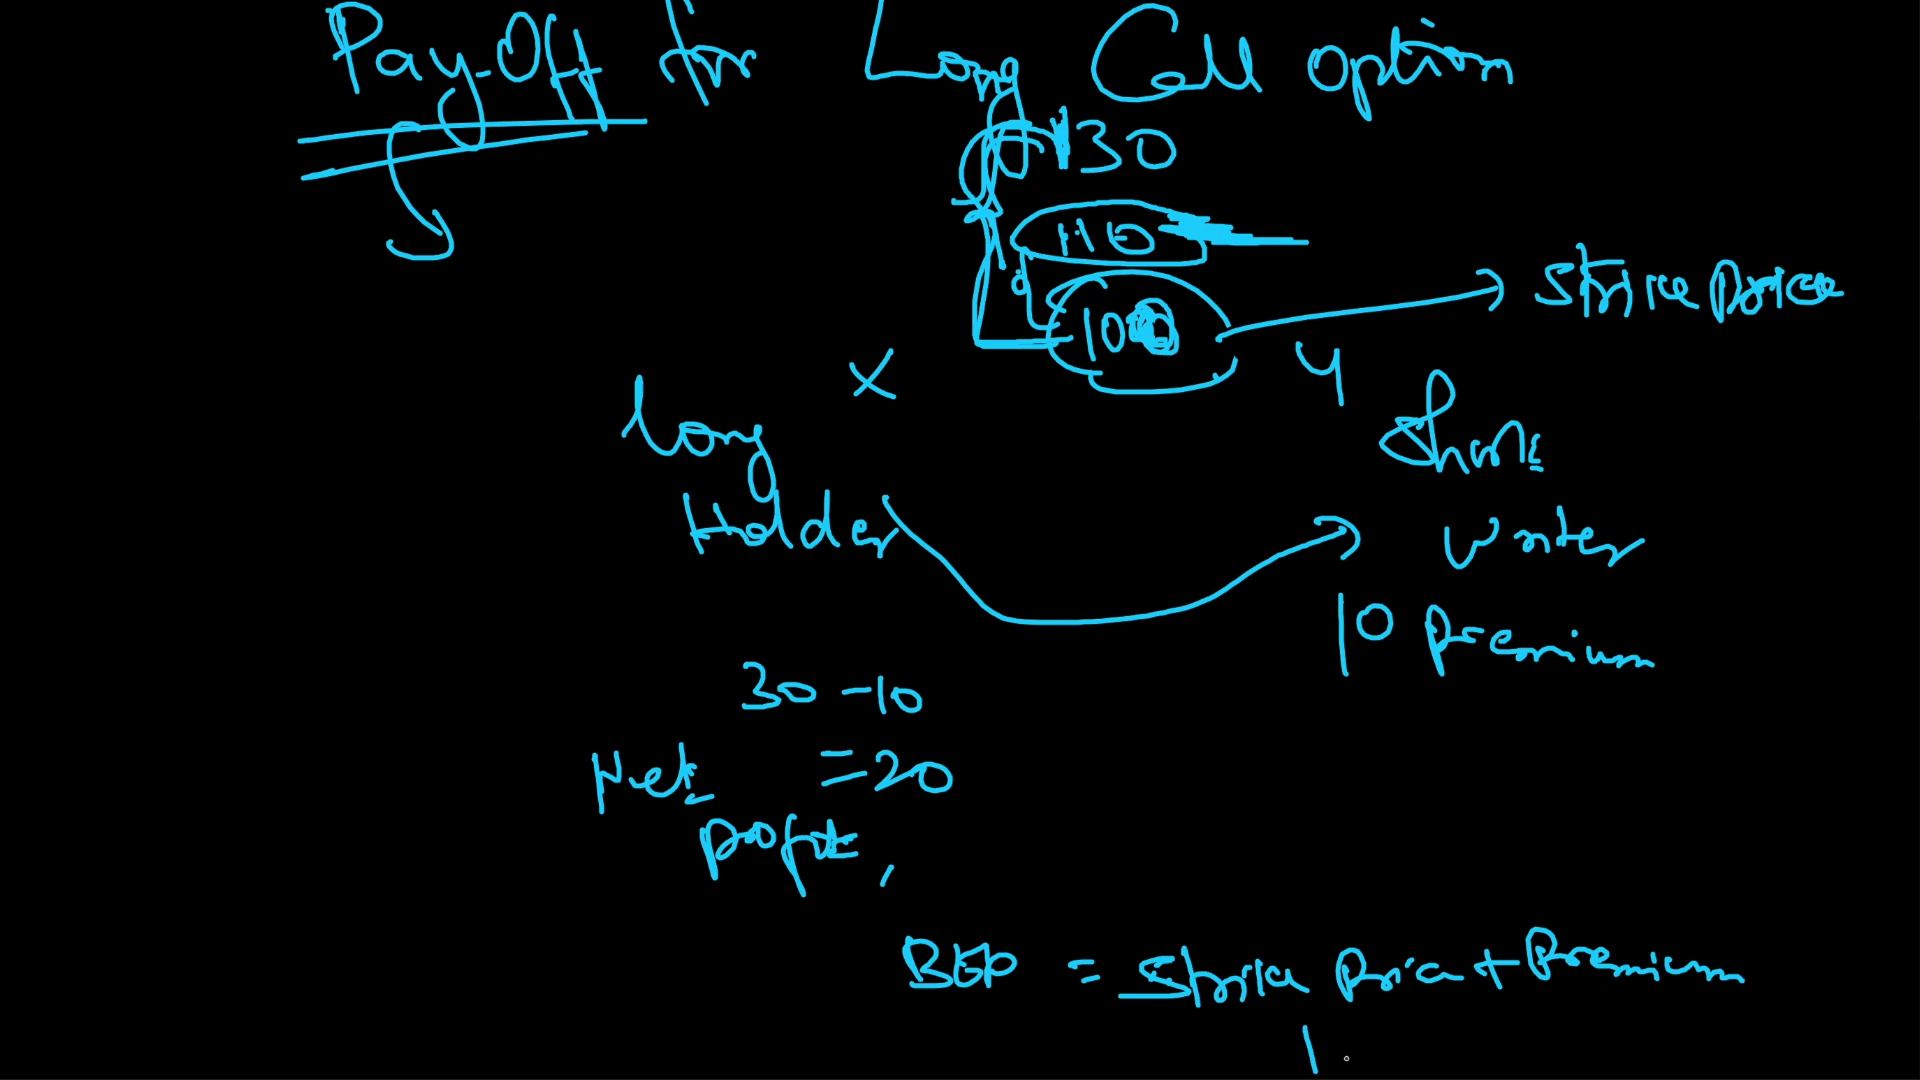 Pay-Off for Long Call option
130
110
100
Strike Price
X
Y
Long
Short
Holder
Writer
10 Premium
30 - 10
= 20
Net
profit,
BEP = Strike Price + Premium
1